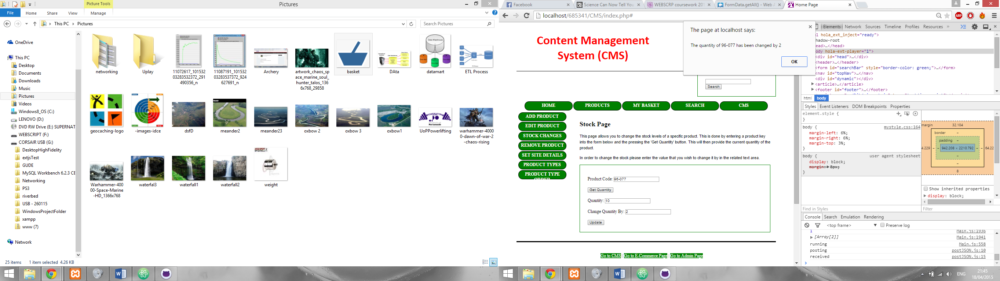 Picture Tools
Pictures
File
Home
Share
View
Manage
This PC
Pictures
Search Pictures
OneDrive
This PC
Desktop
Documents
Downloads
Music
Pictures
Videos
Windows8_OS (C:)
LENOVO (D:)
DVD RW Drive (E:) SUPERNAT
WEBSCRIPT (F:)
CORSAIR USB (G:)
DesktopHighFidelity
extjsTest
GUDE
MySQL Workbench 6.2.3 CE
Networking
PS3
riverbed
USB - 260115
WindowsProjectFolder
xampp
www (7)
Network
networking
Uplay
11072617_101532
03283532372_291
490356_n
11087191_101532
03283537372_924
627691_n
Archery
artwork_chaos_sp
ace_marine_soul_
hunter_talos_136
6x768_29858
basket
DAta
datamart
ETL Process
geocaching-logo
-images-idce
dsfD
meander2
meander23
oxbow 2
oxbow 3
oxbow1
UoPPowerlifting
warhammer-4000
0-dawn-of-war-2
-chaos-rising
Warhammer-400
00-Space-Marine
-HD_1366x768
waterfal3
waterfall1
waterfall2
weight
25 items
1 item selected 4.26 KB
Facebook
Science Can Now Tell You
WEBSCRP coursework 201
FormData.getAll() - Web A
Home Page
localhost/685341/CMS/index.php#
ABP
Content Management
System (CMS)
The page at localhost says:
The quantity of 96-077 has been changed by 2
OK
Search
HOME
PRODUCTS
MY BASKET
SEARCH
CMS
ADD PRODUCT
EDIT PRODUCT
STOCK CHANGES
REMOVE PRODUCT
SET SITE DETAILS
PRODUCT TYPES
PRODUCT TYPE
ORDER
Stock Page
This page allows you to change the stock levels of a specific product. This is done by entering a product key
into the form below and the pressing the 'Get Quantity' button. This will then provide the current quantity of the
product.
In order to change the stock please enter the value that you wish to change it by in the related text area.
Product Code: 96-077
Get Quantity
Quantity: 10
Change Quantity By: 2
Update
Go to CMS | Go to E-Commerce Page | Go to Admin Page
Elements
Network
Sources
Timeline
Profiles
Resources
»
l hola_ext_inject="ready">
hadow-root
ead>…</head>
ody hola-ext-player="1">
<div id="head">…</div>
<header>…</header>
<form id="searchBar" style="border-color: green;">…</form>
<nav id="topNav">…</nav>
<div id="dynamic"></div>
<article>…</article>
<footer id="footer">…</footer>
html
body
Styles
Event Listeners
DOM Breakpoints
Properties
element.style {
}
body {
mystyle.css:164
margin-left: 6%;
margin-right: 6%;
margin-top: 3%;
}
body {
user agent stylesheet
display: block;
margin: 8px;
}
margin
32.104
border
–
padding
–
4.229
–
–
942.208 × 2210.792
–
–
64.22
–
–
8
Show inherited properties
display: block;
Find in Styles
Filter
Console
Search
Emulation
Rendering
<top frame>
Preserve log
1
Main.js:1936
[Array[2]]
Main.js:1941
running
Main.js:558
posting
postJSON.js:10
received
postJSON.js:15
ENG
21:45
18/04/2015